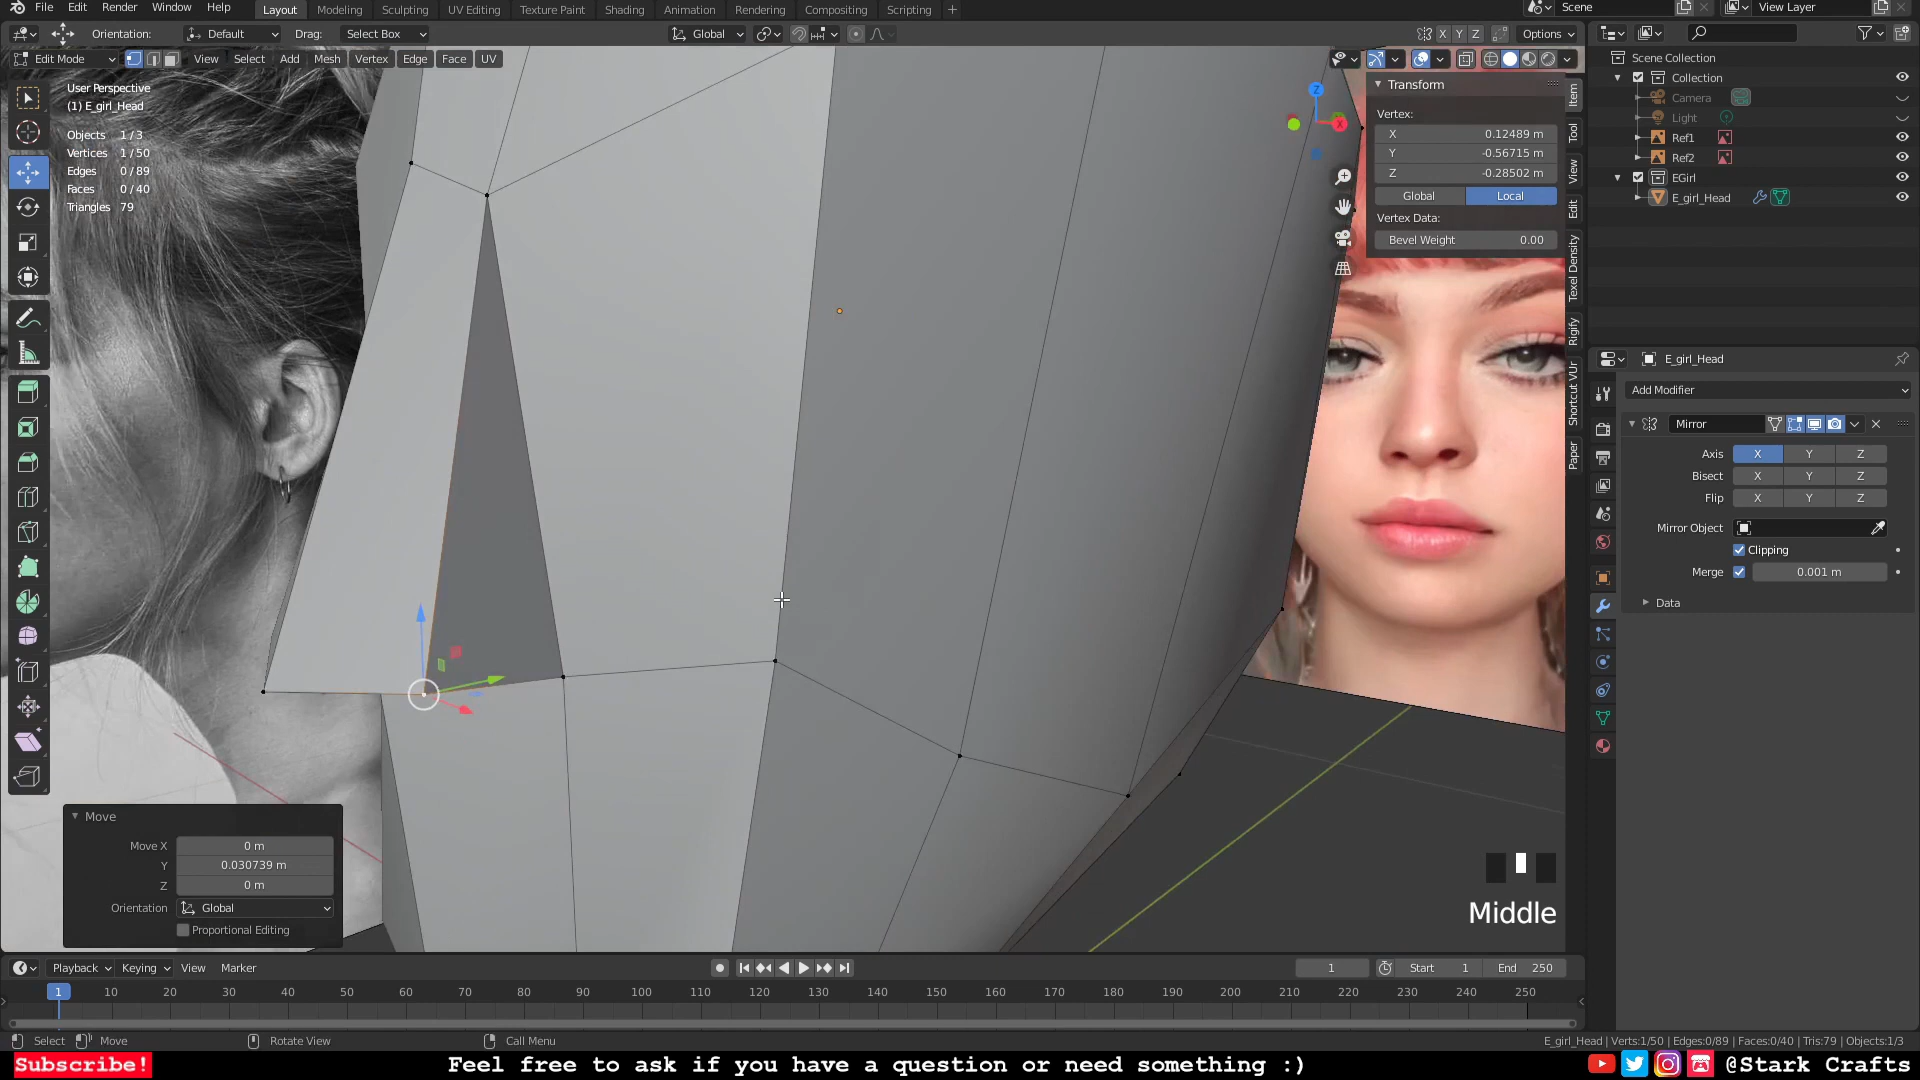 File Edit Render Window Help Layout Modeling Sculpting UV Editing Texture Paint Shading Animation Rendering Compositing Scripting + Scene View Layer
Orientation: Default Drag: Select Box Global X Y Z Options
Edit Mode View Select Add Mesh Vertex Edge Face UV
User Perspective
(1) E_girl_Head
Objects 1/3
Vertices 1/50
Edges 0/89
Faces 0/40
Triangles 79
Z
X
Transform
Vertex:
X 0.12489 m
Y -0.56715 m
Z -0.28502 m
Global Local
Vertex Data:
Bevel Weight 0.00
Item
Tool
View
Edit
Texel Density
Rigify
Shortcut VUr
Paper
Scene Collection
Collection
Camera
Light
Ref1
Ref2
EGirl
E_girl_Head
E_girl_Head
Add Modifier
Mirror
Axis X Y Z
Bisect X Y Z
Flip X Y Z
Mirror Object
Clipping
Merge 0.001 m
Data
Move
Move X 0 m
Y 0.030739 m
Z 0 m
Orientation Global
Proportional Editing
Middle
Playback Keying View Marker 1 Start 1 End 250
1 10 20 30 40 50 60 70 80 90 100 110 120 130 140 150 160 170 180 190 200 210 220 230 240 250
Select Move Rotate View Call Menu E_girl_Head | Verts:1/50 | Edges:0/89 | Faces:0/40 | Tris:79 | Objects:1/3
Subscribe! Feel free to ask if you have a question or need something :) @Stark Crafts